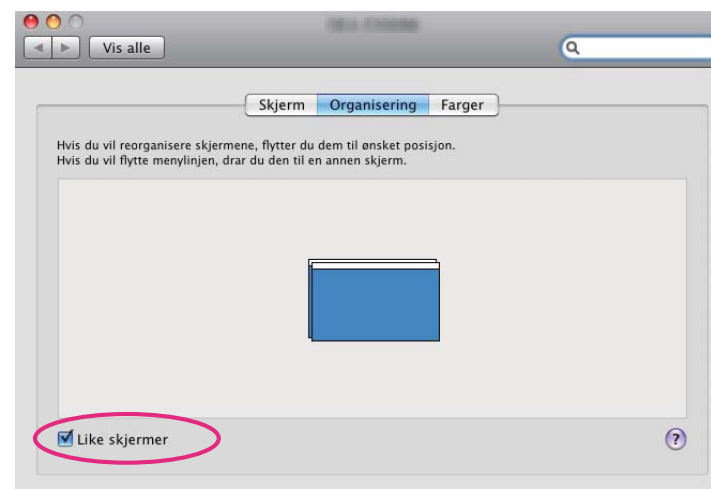 Vis alle
Skjerm Organisering Farger
Hvis du vil reorganisere skjermene, flytter du dem til ønsket posisjon.
Hvis du vil flytte menylinjen, drar du den til en annen skjerm.
Like skjermer
?